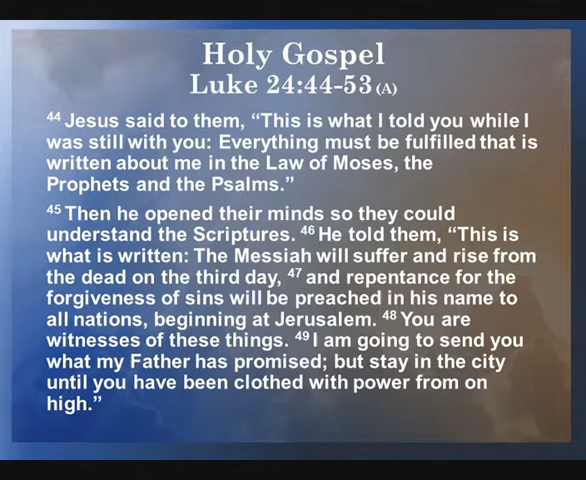 Holy Gospel
Luke 24:44-53 (A)
44 Jesus said to them, “This is what I told you while I
was still with you: Everything must be fulfilled that is
written about me in the Law of Moses, the
Prophets and the Psalms.”
45 Then he opened their minds so they could
understand the Scriptures. 46 He told them, “This is
what is written: The Messiah will suffer and rise from
the dead on the third day, 47 and repentance for the
forgiveness of sins will be preached in his name to
all nations, beginning at Jerusalem. 48 You are
witnesses of these things. 49 I am going to send you
what my Father has promised; but stay in the city
until you have been clothed with power from on
high.”